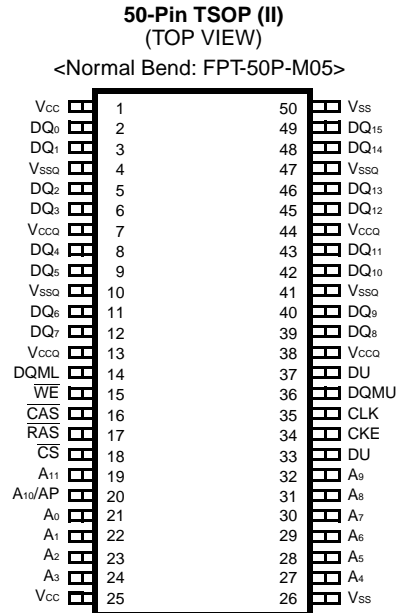 50-Pin TSOP (II)
(TOP VIEW)
<Normal Bend: FPT-50P-M05>
VCC 1 50 VSS
DQ0 2 49 DQ15
DQ1 3 48 DQ14
VSSQ 4 47 VSSQ
DQ2 5 46 DQ13
DQ3 6 45 DQ12
VCCQ 7 44 VCCQ
DQ4 8 43 DQ11
DQ5 9 42 DQ10
VSSQ 10 41 VSSQ
DQ6 11 40 DQ9
DQ7 12 39 DQ8
VCCQ 13 38 VCCQ
DQML 14 37 DU
W̅E̅ 15 36 DQMU
C̅A̅S̅ 16 35 CLK
R̅A̅S̅ 17 34 CKE
C̅S̅ 18 33 DU
A11 19 32 A9
A10/AP 20 31 A8
A0 21 30 A7
A1 22 29 A6
A2 23 28 A5
A3 24 27 A4
VCC 25 26 VSS